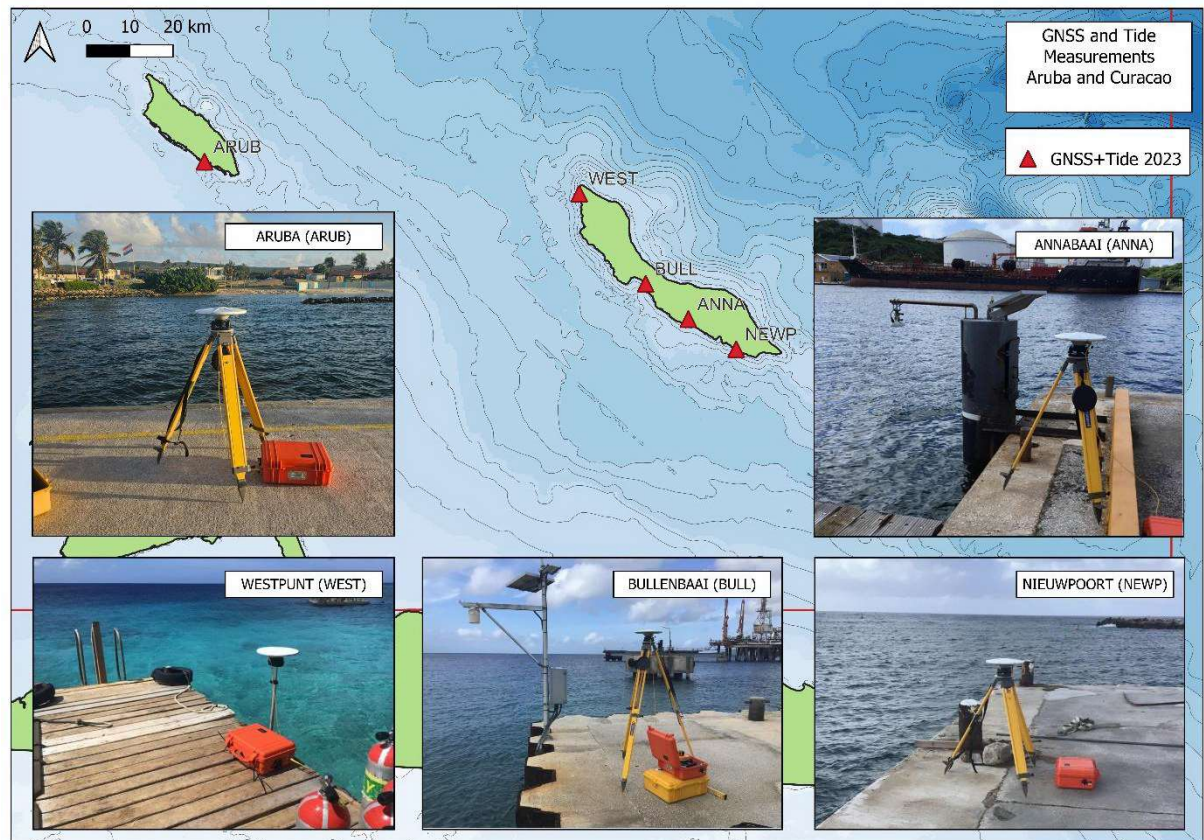 0 10 20 km
GNSS and Tide
Measurements
Aruba and Curacao
GNSS+Tide 2023
ARUB
WEST
BULL
ANNA
NEWP
ARUBA (ARUB)
ANNABAAI (ANNA)
WESTPUNT (WEST)
BULLENBAAI (BULL)
NIEUWPOORT (NEWP)